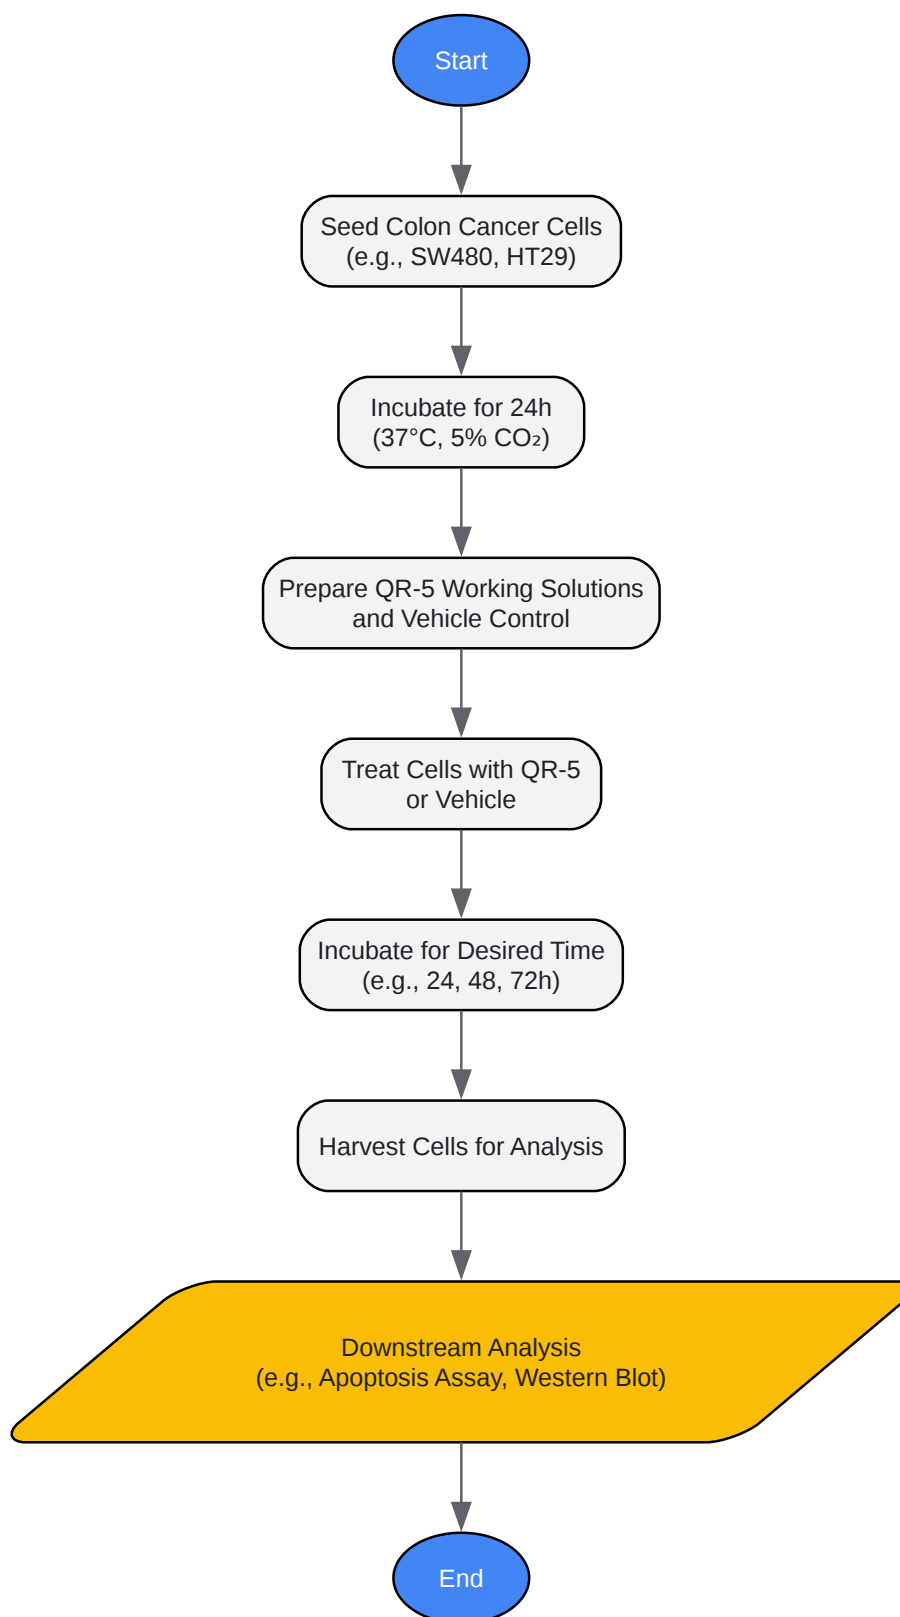 Start
Seed Colon Cancer Cells
(e.g., SW480, HT29)
Incubate for 24h
(37°C, 5% CO₂)
Prepare QR-5 Working Solutions
and Vehicle Control
Treat Cells with QR-5
or Vehicle
Incubate for Desired Time
(e.g., 24, 48, 72h)
Harvest Cells for Analysis
Downstream Analysis
(e.g., Apoptosis Assay, Western Blot)
End